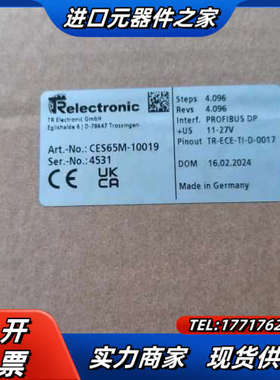 进口元器件之家
TRelectronic
TR Electronic GmbH
Eglishalde 6 | D-78647 Trossingen
Steps 4.096
Revs 4.096
Interf. PROFIBUS DP
+US 11-27V
Pinout TR-ECE-TI-D-0017
Art.-No.: CES65M-10019
Ser.-No.: 4531
CE UK CA
DOM 16.02.2024
Made in Germany
开票
TEL:1771762
实力商家 现货可